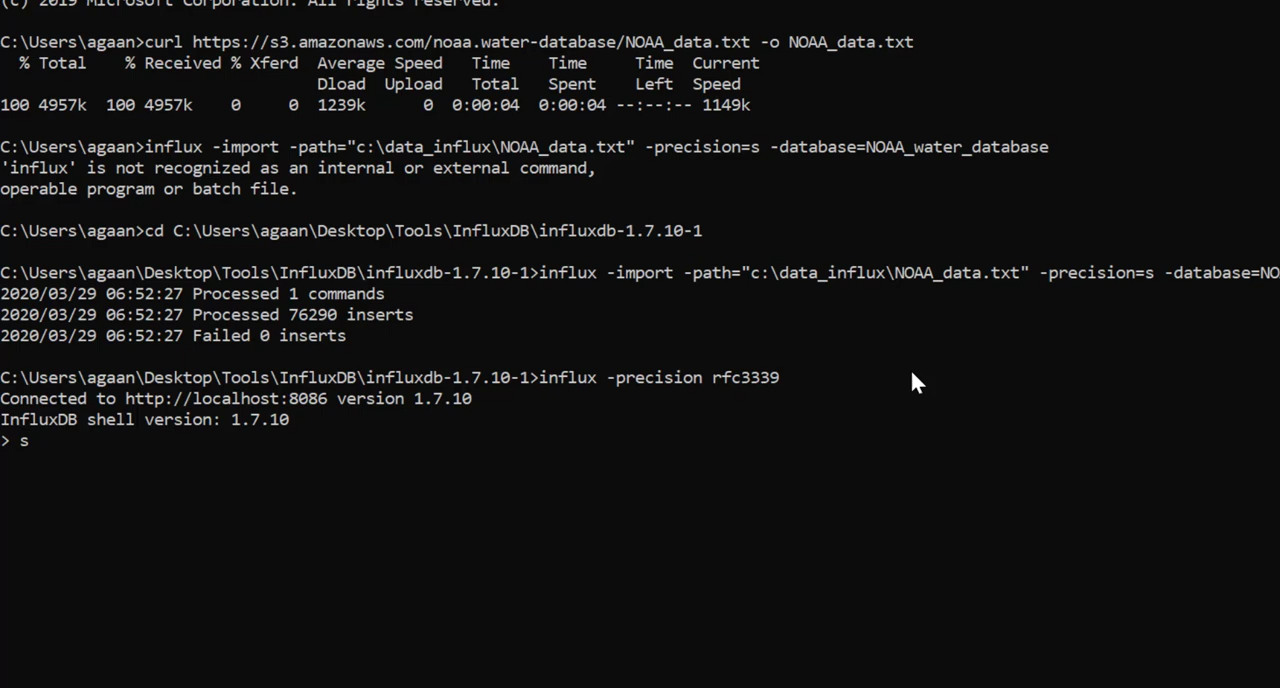 (c) 2019 Microsoft Corporation. All rights reserved.
C:\Users\agaan>curl https://s3.amazonaws.com/noaa.water-database/NOAA_data.txt -o NOAA_data.txt
% Total % Received % Xferd Average Speed Time Time Time Current
Dload Upload Total Spent Left Speed
100 4957k 100 4957k 0 0 1239k 0 0:00:04 0:00:04 --:--:-- 1149k
C:\Users\agaan>influx -import -path="c:\data_influx\NOAA_data.txt" -precision=s -database=NOAA_water_database
'influx' is not recognized as an internal or external command,
operable program or batch file.
C:\Users\agaan>cd C:\Users\agaan\Desktop\Tools\InfluxDB\influxdb-1.7.10-1
C:\Users\agaan\Desktop\Tools\InfluxDB\influxdb-1.7.10-1>influx -import -path="c:\data_influx\NOAA_data.txt" -precision=s -database=NO
2020/03/29 06:52:27 Processed 1 commands
2020/03/29 06:52:27 Processed 76290 inserts
2020/03/29 06:52:27 Failed 0 inserts
C:\Users\agaan\Desktop\Tools\InfluxDB\influxdb-1.7.10-1>influx -precision rfc3339
Connected to http://localhost:8086 version 1.7.10
InfluxDB shell version: 1.7.10
> s